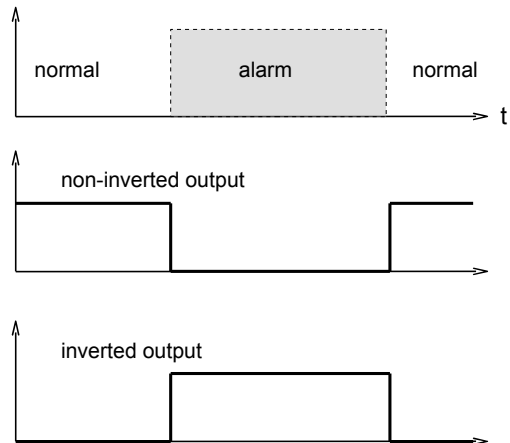 normal alarm normal
t
non-inverted output
inverted output